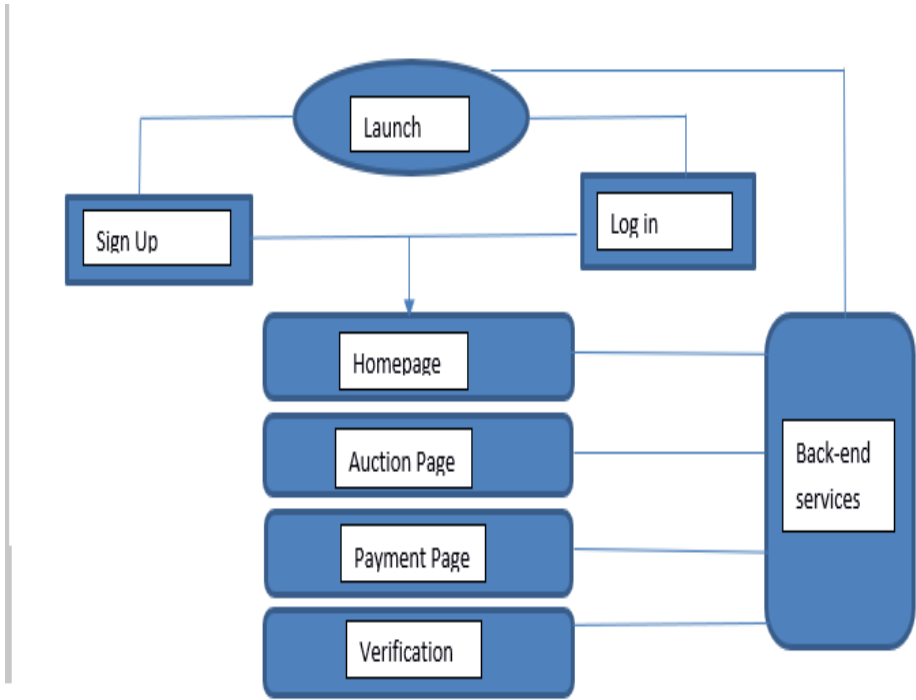 Launch
Sign Up
Log in
Homepage
Auction Page
Payment Page
Verification
Back-end
services